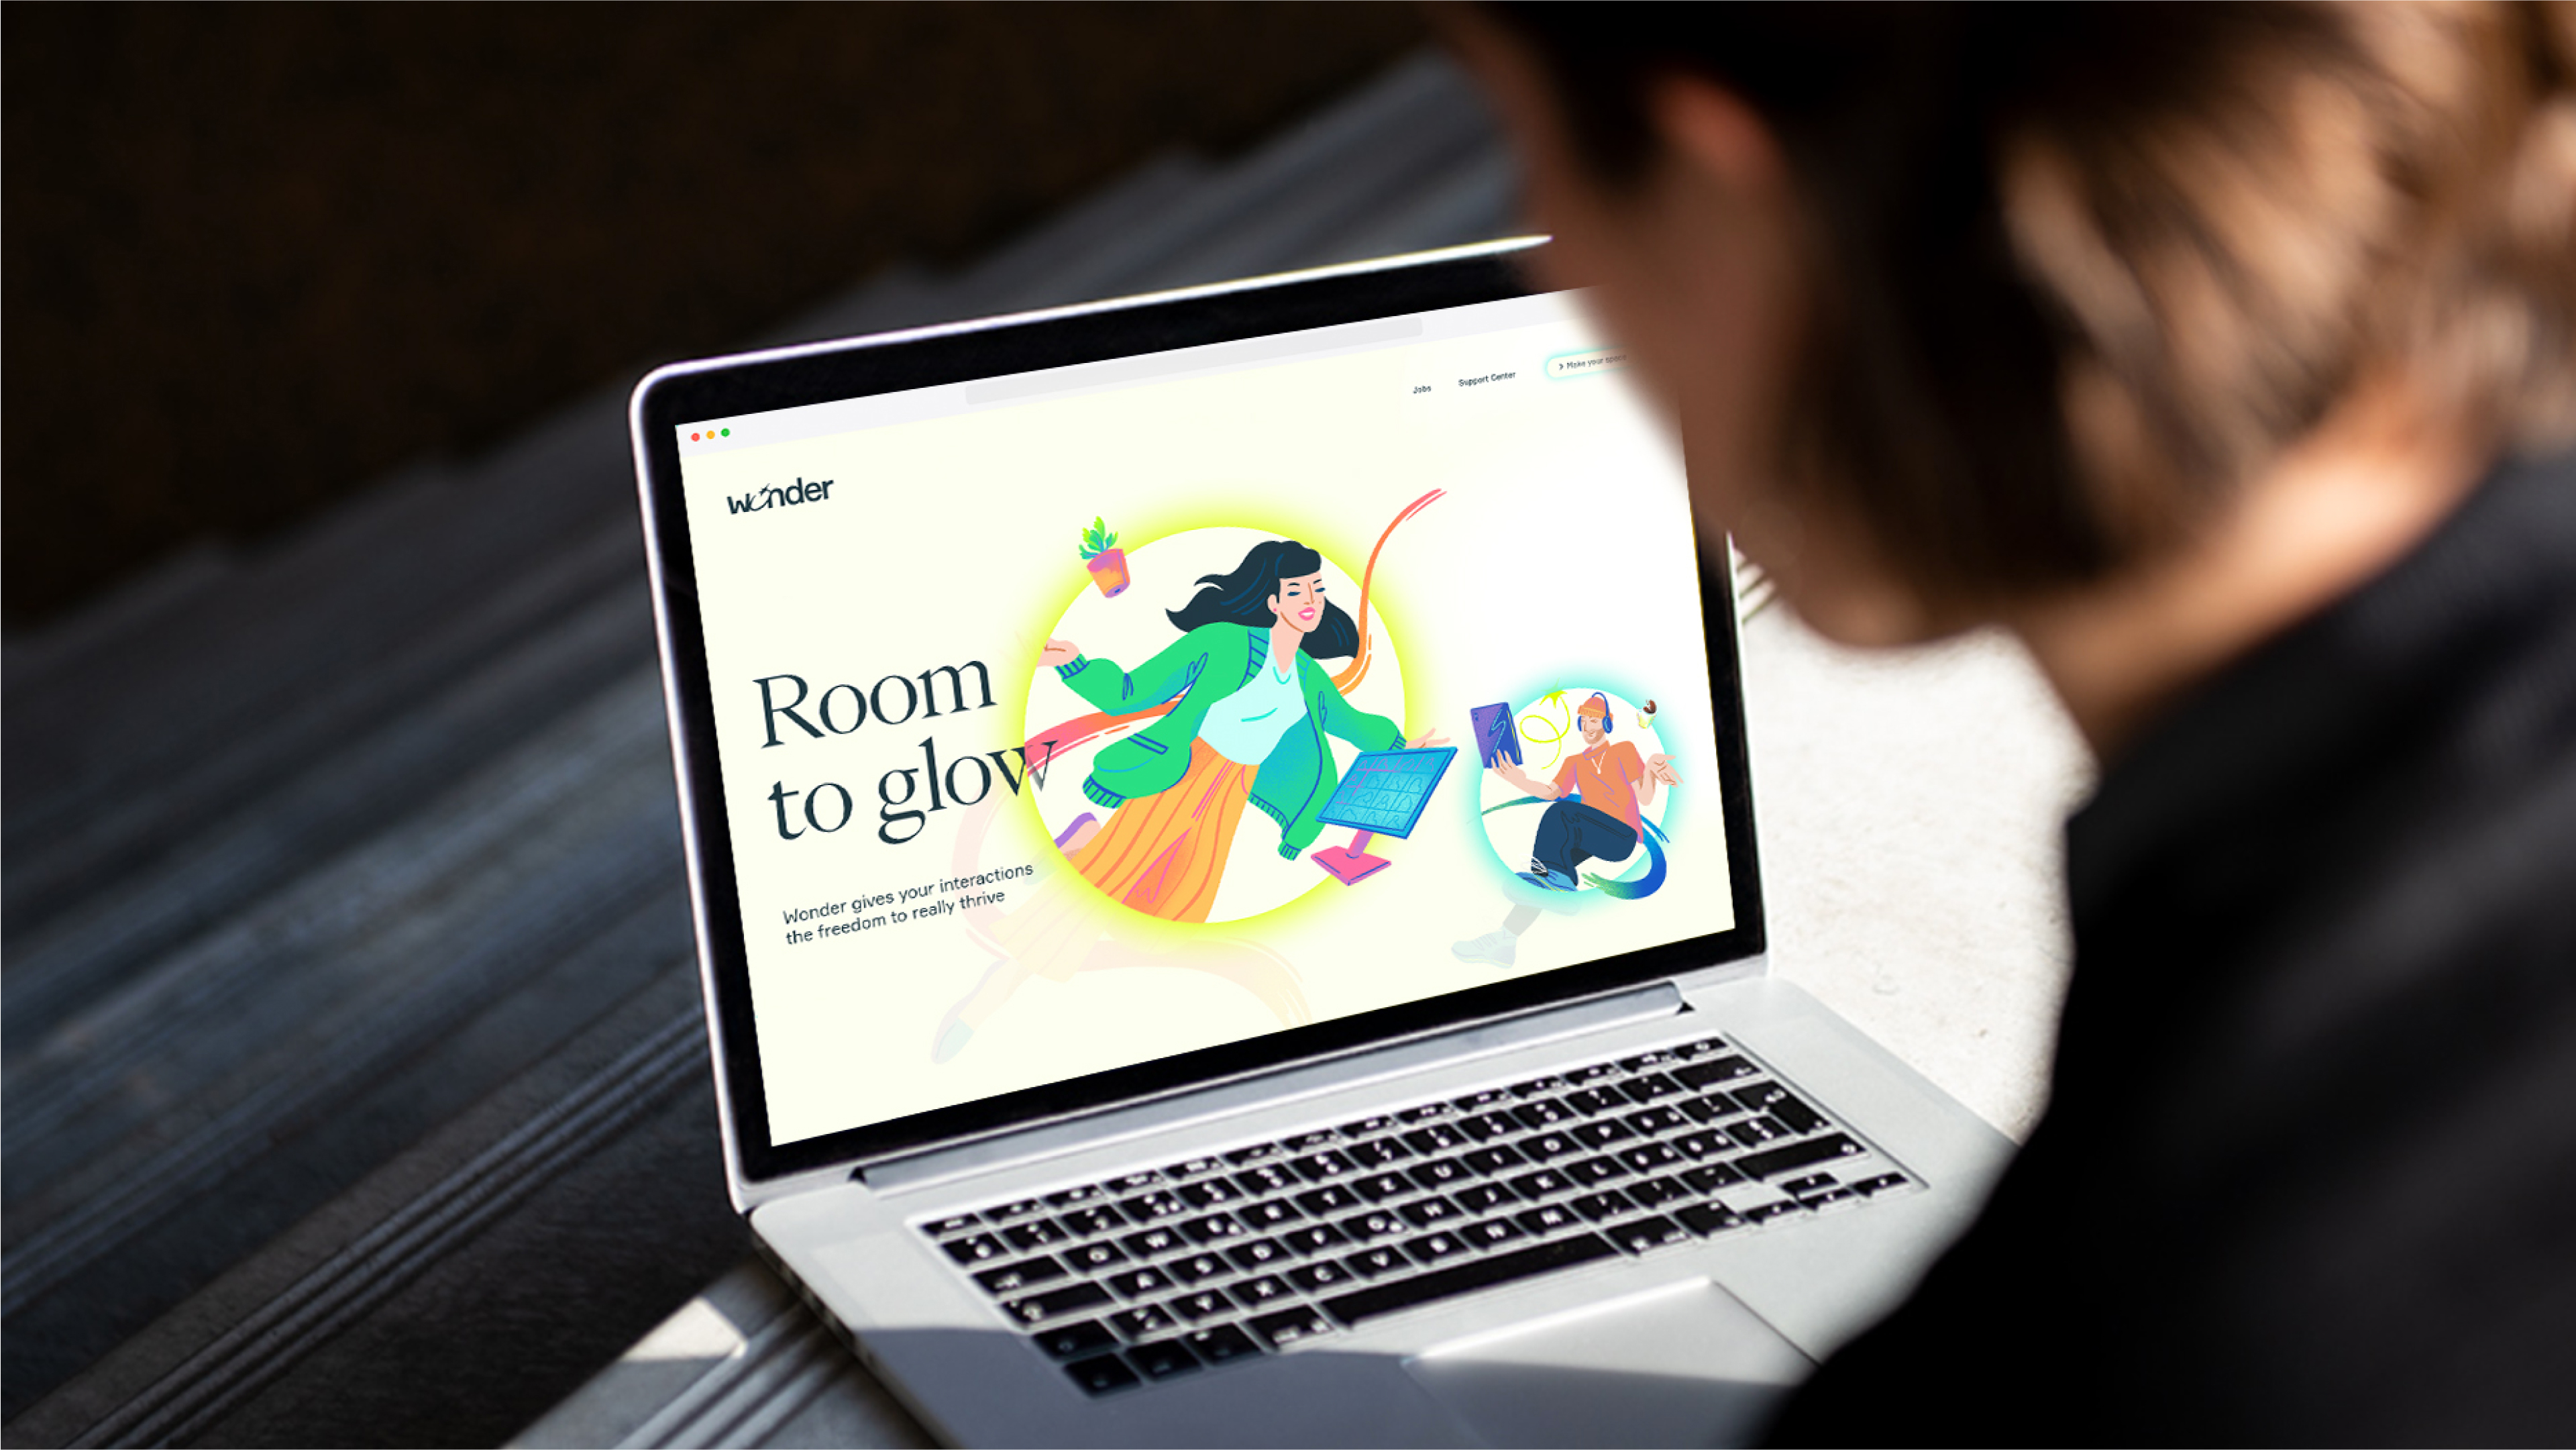 Jobs
Support Center
Make your space
wonder
Room
to glow
Wonder gives your interactions
the freedom to really thrive